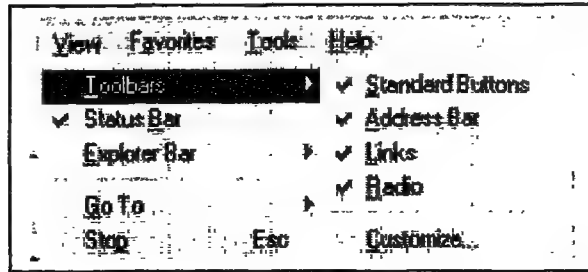 View Favorites Tools Help
Toolbars
Status Bar
Explorer Bar
Go To
Stop Esc
Standard Buttons
Address Bar
Links
Radio
Customize...